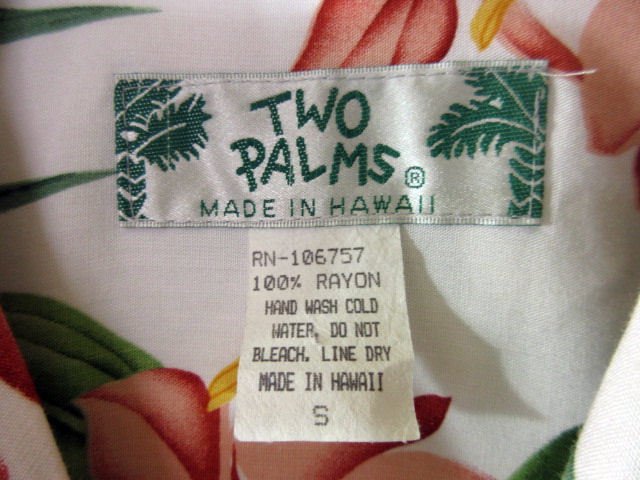 TWO
PALMS®
MADE IN HAWAII
RN-106757
100% RAYON
HAND WASH COLD
WATER. DO NOT
BLEACH. LINE DRY
MADE IN HAWAII
S